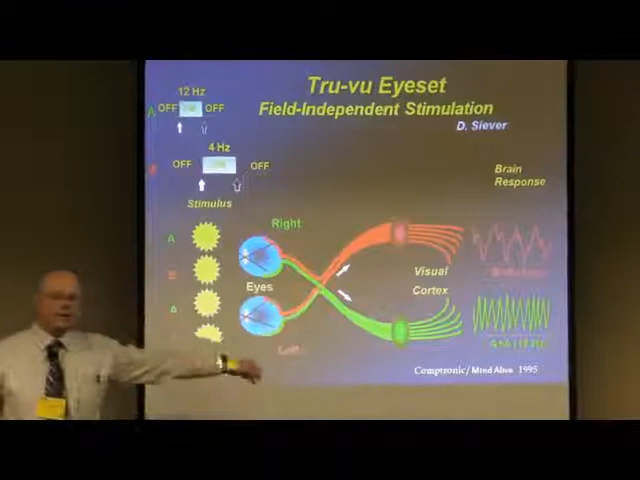 Tru-vu Eyeset
Field-Independent Stimulation
D. Siever
12 Hz
A OFF OFF
4 Hz
OFF OFF
Stimulus
A
B
A
Right
Eyes
Left
Visual
Cortex
Brain
Response
Comptronic/Mind Alive 1995